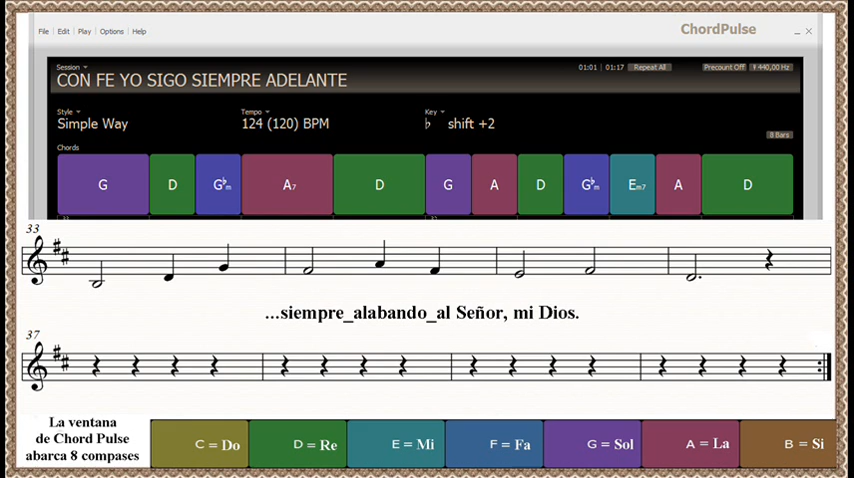 File Edit Play Options Help
ChordPulse
Session
01:01 01:17 Repeat All Precount Off 440,00 Hz
CON FE YO SIGO SIEMPRE ADELANTE
Style Tempo Key
Simple Way 124 (120) BPM ♭ shift +2
8 Bars
Chords
G D G♭m A7 D G A D G♭m Em7 A D
33
...siempre_alabando_al Señor, mi Dios.
37
La ventana
de Chord Pulse
abarca 8 compases
C = Do D = Re E = Mi F = Fa G = Sol A = La B = Si